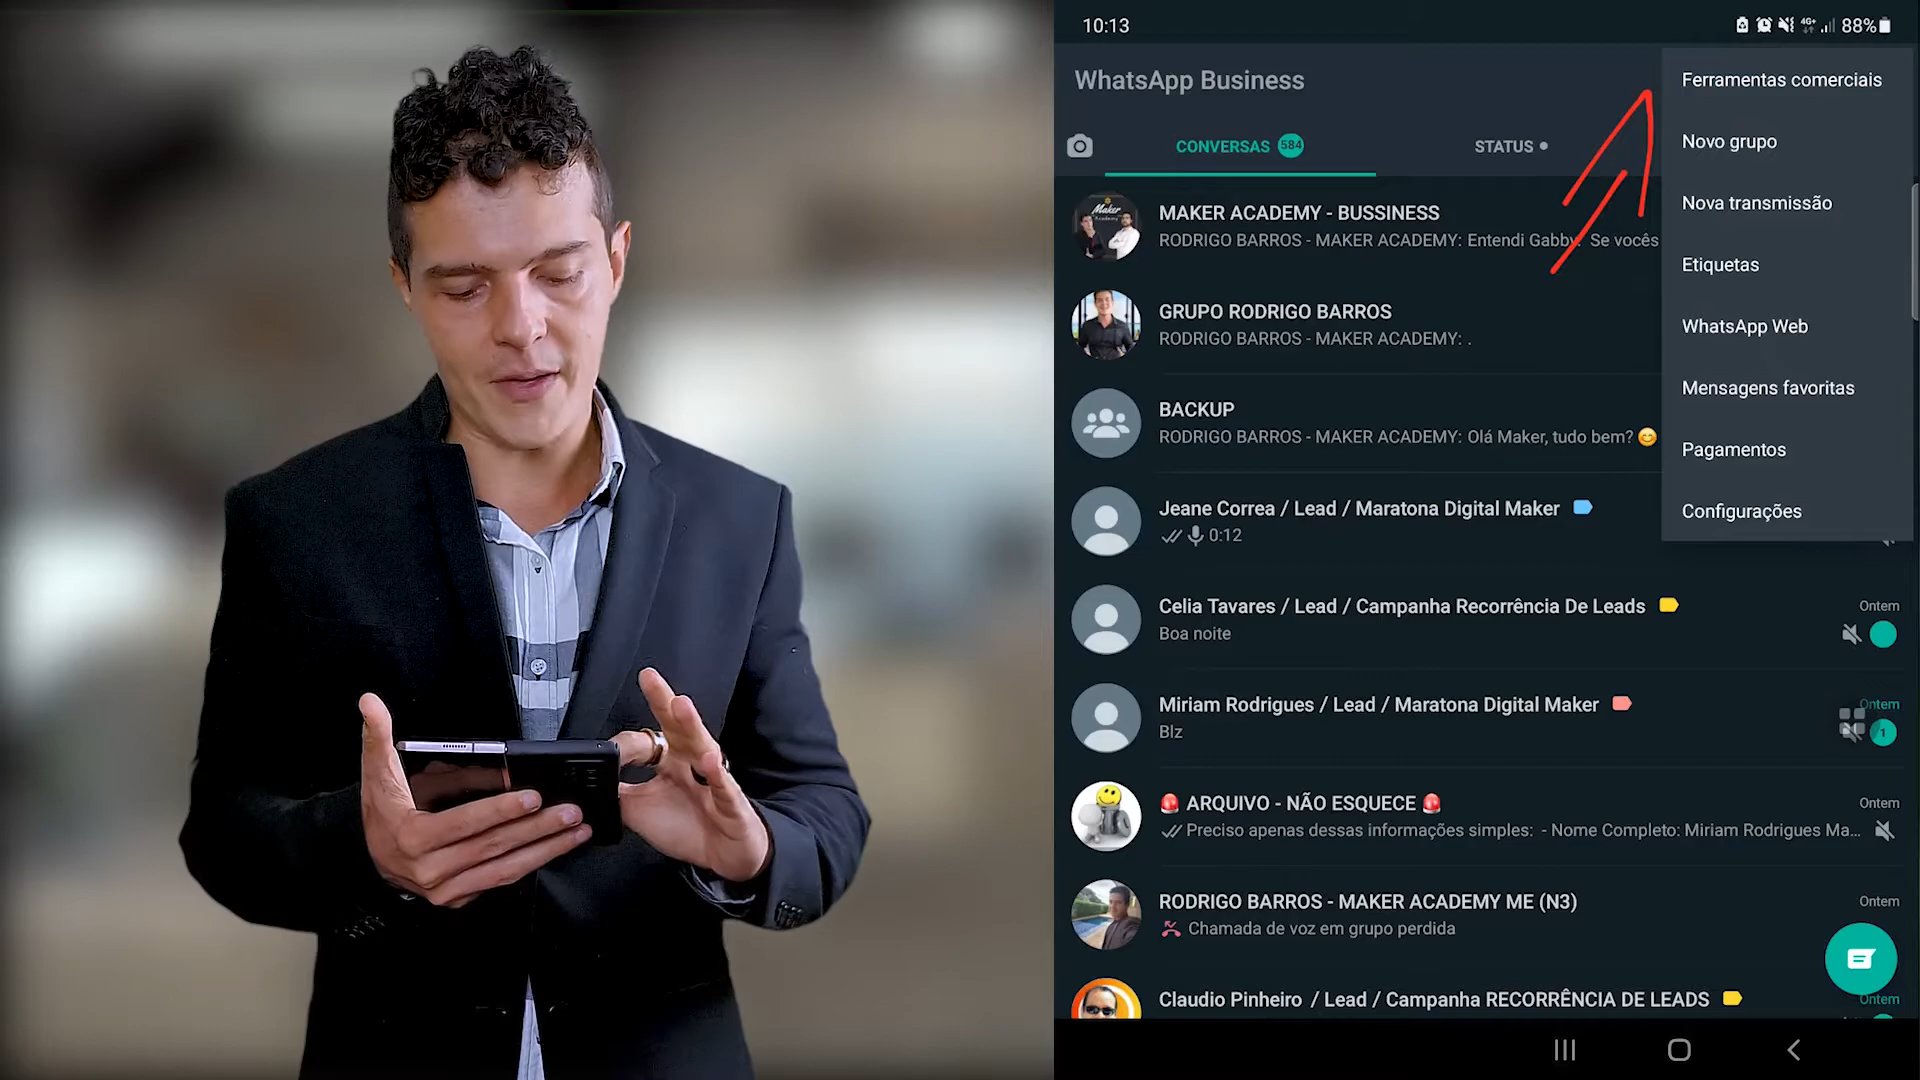 10:13
4G+
88%
WhatsApp Business
CONVERSAS 584
STATUS
Ferramentas comerciais
Novo grupo
Nova transmissão
Etiquetas
WhatsApp Web
Mensagens favoritas
Pagamentos
Configurações
Maker
MAKER ACADEMY - BUSSINESS
RODRIGO BARROS - MAKER ACADEMY: Entendi Gabby. Se vocês
GRUPO RODRIGO BARROS
RODRIGO BARROS - MAKER ACADEMY: .
BACKUP
RODRIGO BARROS - MAKER ACADEMY: Olá Maker, tudo bem? 😊
Jeane Correa / Lead / Maratona Digital Maker
0:12
Celia Tavares / Lead / Campanha Recorrência De Leads
Ontem
Boa noite
Miriam Rodrigues / Lead / Maratona Digital Maker
Ontem
Blz
1
🚨 ARQUIVO - NÃO ESQUECE 🚨
Ontem
Preciso apenas dessas informações simples: - Nome Completo: Miriam Rodrigues Ma...
RODRIGO BARROS - MAKER ACADEMY ME (N3)
Ontem
Chamada de voz em grupo perdida
Claudio Pinheiro / Lead / Campanha RECORRÊNCIA DE LEADS
Ontem